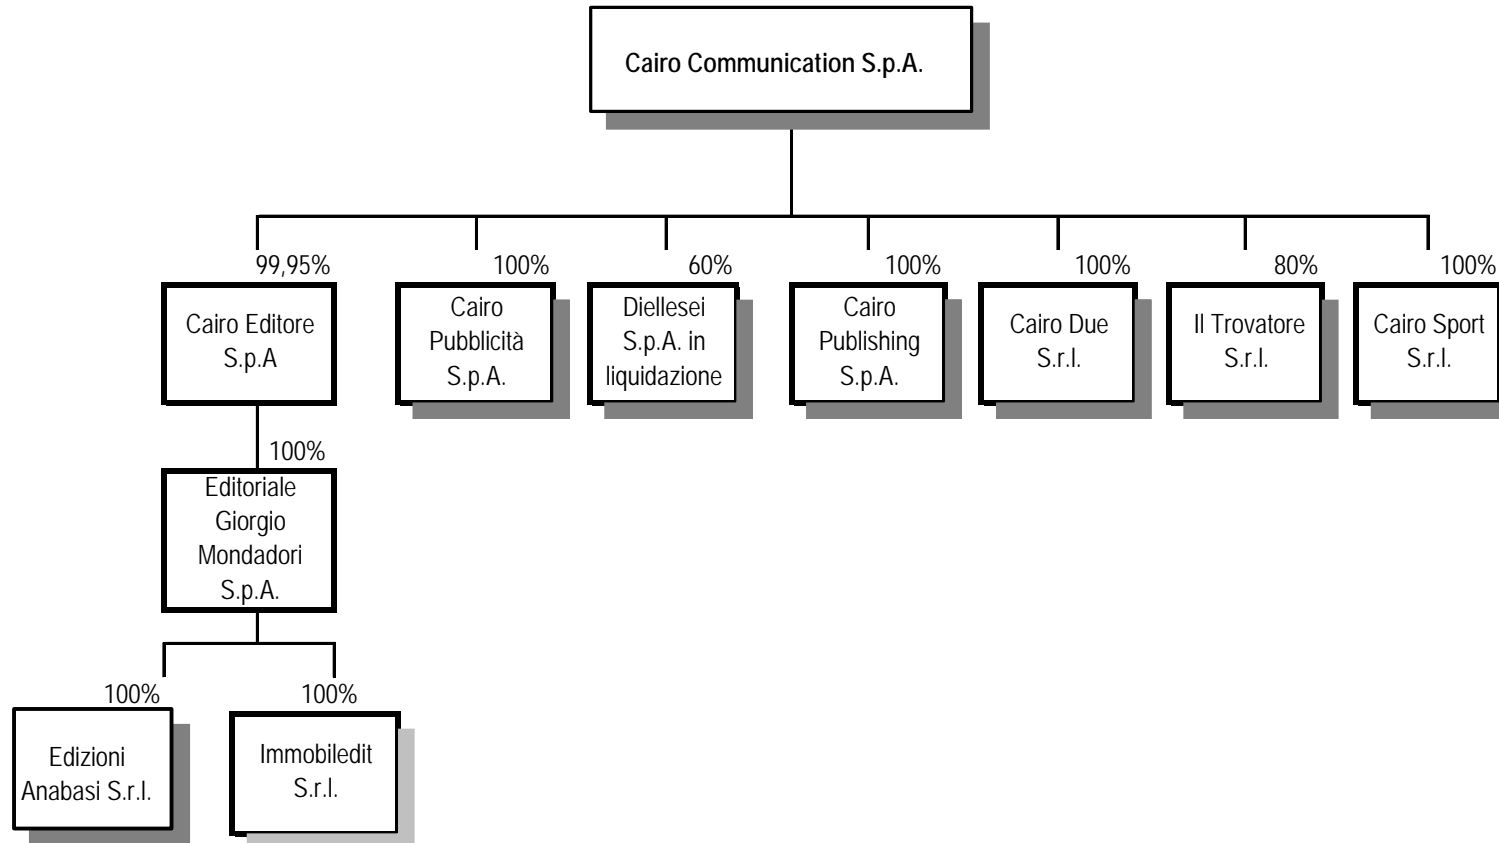 Cairo Communication S.p.A.
99,95%
100%
60%
100%
100%
80%
100%
Cairo Editore
S.p.A
Cairo
Pubblicità
S.p.A.
Diellesei
S.p.A. in
liquidazione
Cairo
Publishing
S.p.A.
Cairo Due
S.r.l.
Il Trovatore
S.r.l.
Cairo Sport
S.r.l.
100%
Editoriale
Giorgio
Mondadori
S.p.A.
100%
100%
Edizioni
Anabasi S.r.l.
Immobiledit
S.r.l.